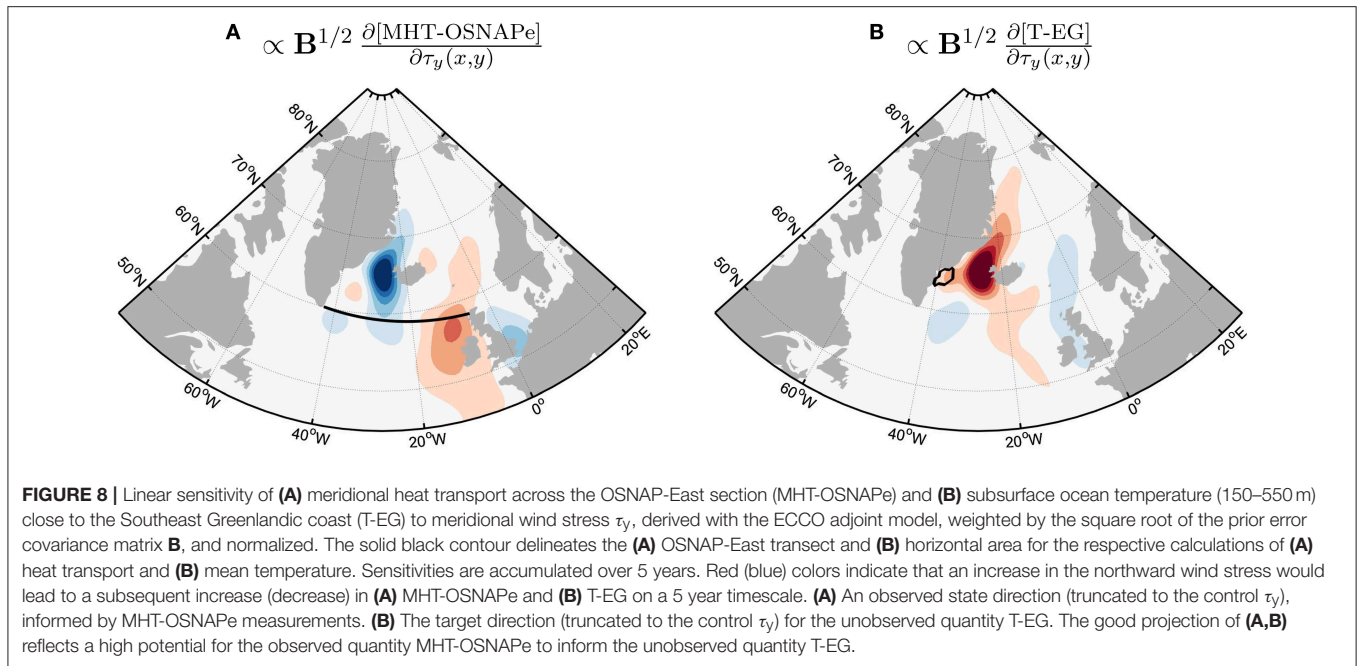 A ∝ B^{1/2} ∂[MHT-OSNAPe] / ∂τ_y(x,y)
B ∝ B^{1/2} ∂[T-EG] / ∂τ_y(x,y)
80°N
70°N
60°N
50°N
60°W
40°W
20°W
0°
20°E
80°N
70°N
60°N
50°N
60°W
40°W
20°W
0°
20°E
FIGURE 8 | Linear sensitivity of (A) meridional heat transport across the OSNAP-East section (MHT-OSNAPe) and (B) subsurface ocean temperature (150–550 m)
close to the Southeast Greenlandic coast (T-EG) to meridional wind stress τ_y, derived with the ECCO adjoint model, weighted by the square root of the prior error
covariance matrix B, and normalized. The solid black contour delineates the (A) OSNAP-East transect and (B) horizontal area for the respective calculations of (A)
heat transport and (B) mean temperature. Sensitivities are accumulated over 5 years. Red (blue) colors indicate that an increase in the northward wind stress would
lead to a subsequent increase (decrease) in (A) MHT-OSNAPe and (B) T-EG on a 5 year timescale. (A) An observed state direction (truncated to the control τ_y),
informed by MHT-OSNAPe measurements. (B) The target direction (truncated to the control τ_y) for the unobserved quantity T-EG. The good projection of (A,B)
reflects a high potential for the observed quantity MHT-OSNAPe to inform the unobserved quantity T-EG.